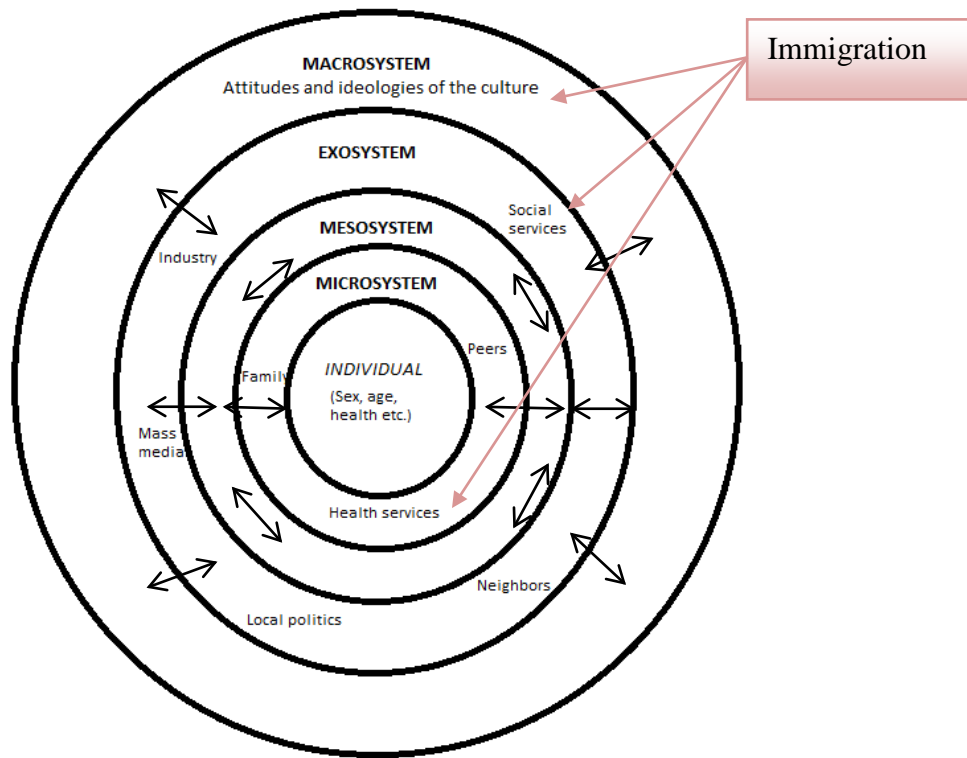 Immigration
MACROSYSTEM
Attitudes and ideologies of the culture
EXOSYSTEM
Social
services
MESOSYSTEM
Industry
MICROSYSTEM
Peers
INDIVIDUAL
Family
(Sex, age,
health etc.)
Mass
media
Health services
Neighbors
Local politics